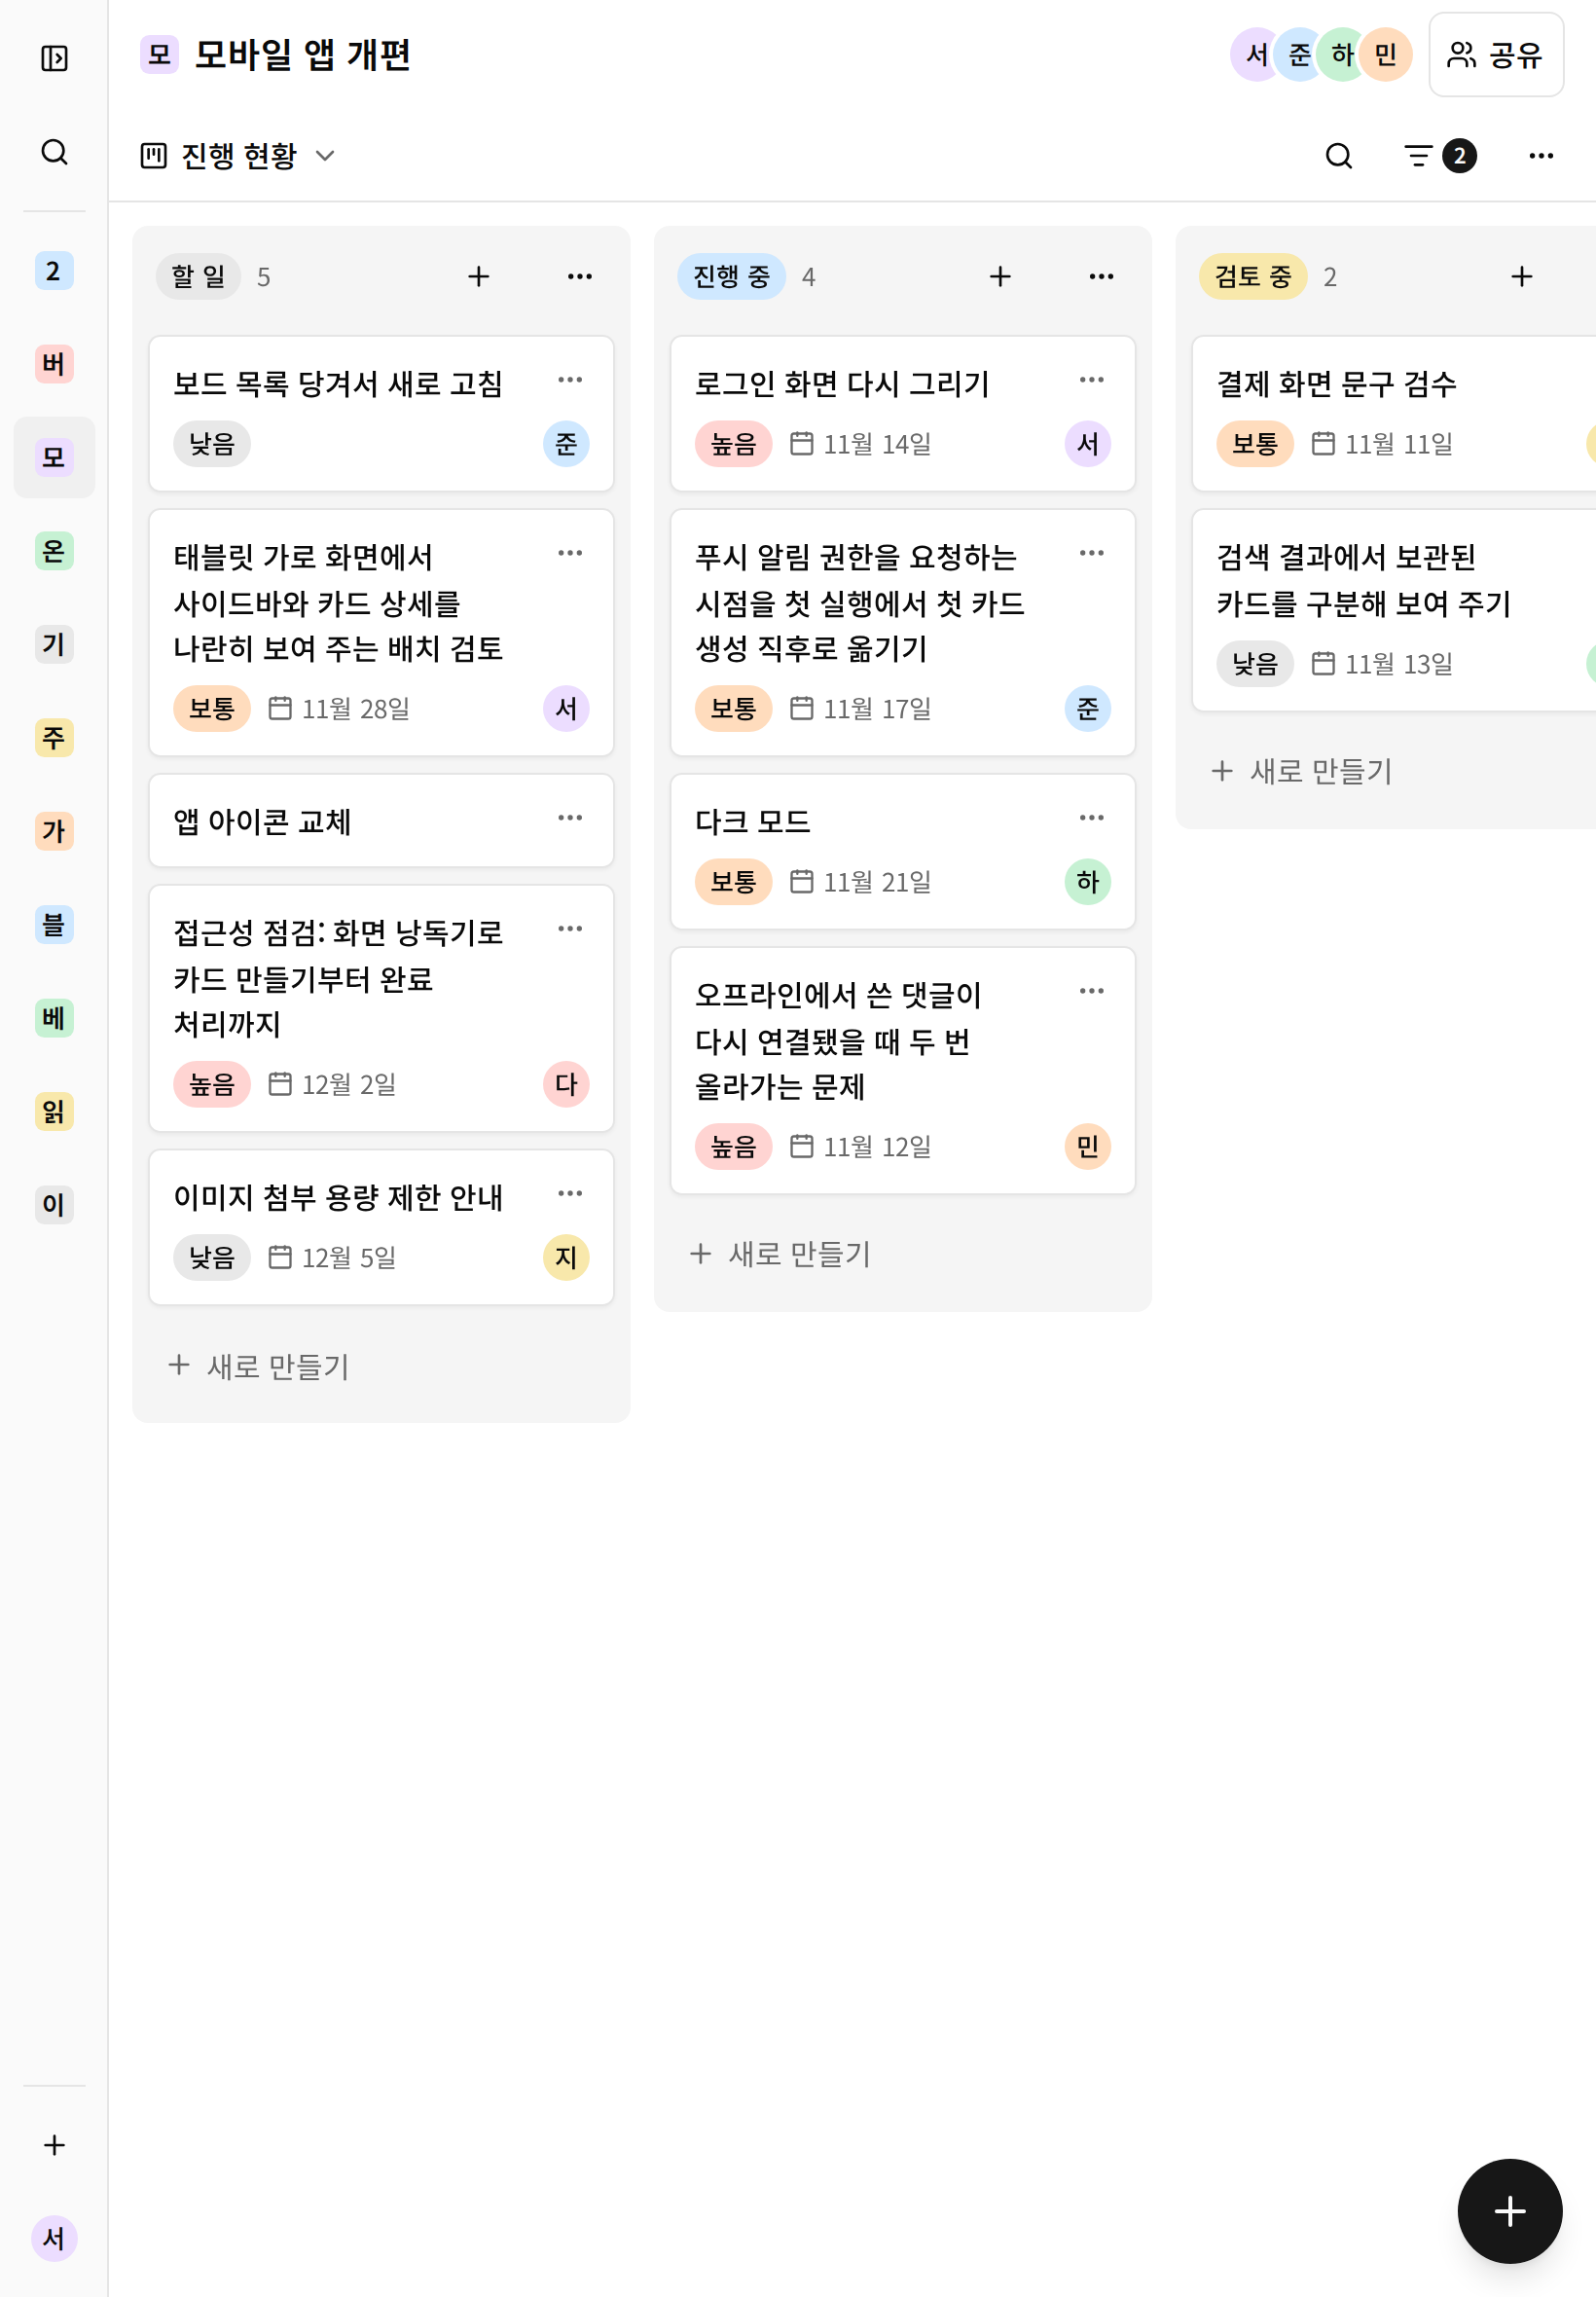 2
버
모
온
기
주
가
블
베
읽
이
서
모 모바일 앱 개편
서 준 하 민 공유
진행 현황
2
할 일 5
보드 목록 당겨서 새로 고침
낮음 준
태블릿 가로 화면에서
사이드바와 카드 상세를
나란히 보여 주는 배치 검토
보통 11월 28일 서
앱 아이콘 교체
접근성 점검: 화면 낭독기로
카드 만들기부터 완료
처리까지
높음 12월 2일 다
이미지 첨부 용량 제한 안내
낮음 12월 5일 지
새로 만들기
진행 중 4
로그인 화면 다시 그리기
높음 11월 14일 서
푸시 알림 권한을 요청하는
시점을 첫 실행에서 첫 카드
생성 직후로 옮기기
보통 11월 17일 준
다크 모드
보통 11월 21일 하
오프라인에서 쓴 댓글이
다시 연결됐을 때 두 번
올라가는 문제
높음 11월 12일 민
새로 만들기
검토 중 2
결제 화면 문구 검수
보통 11월 11일
검색 결과에서 보관된
카드를 구분해 보여 주기
낮음 11월 13일
새로 만들기